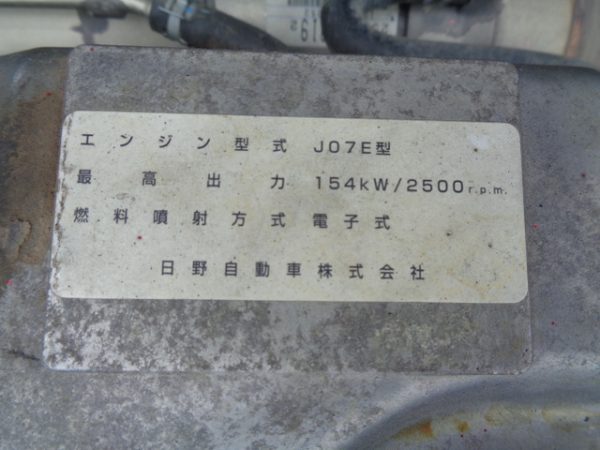 エンジン型式 J07E型
最高出力 154kW/2500r.p.m.
燃料噴射方式 電子式
日野自動車株式会社